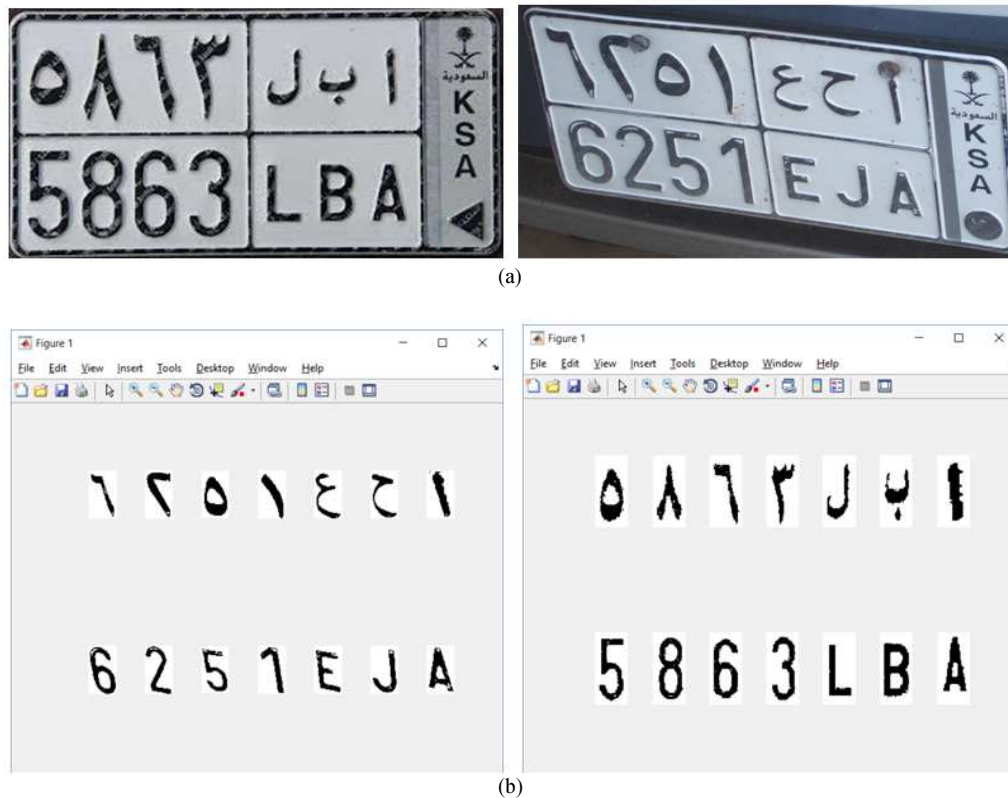 ٥٨٦٣ ا ب ل
السعودية
5863 LBA
KSA
٦٢٥١ أ ح ع
السعودية
6251 EJA
KSA
(a)
Figure 1
File Edit View Insert Tools Desktop Window Help
٦ ٢ ٥ ١ ع ح ا
6 2 5 1 E J A
Figure 1
File Edit View Insert Tools Desktop Window Help
٥ ٨ ٦ ٣ ل ب ا
5 8 6 3 L B A
(b)